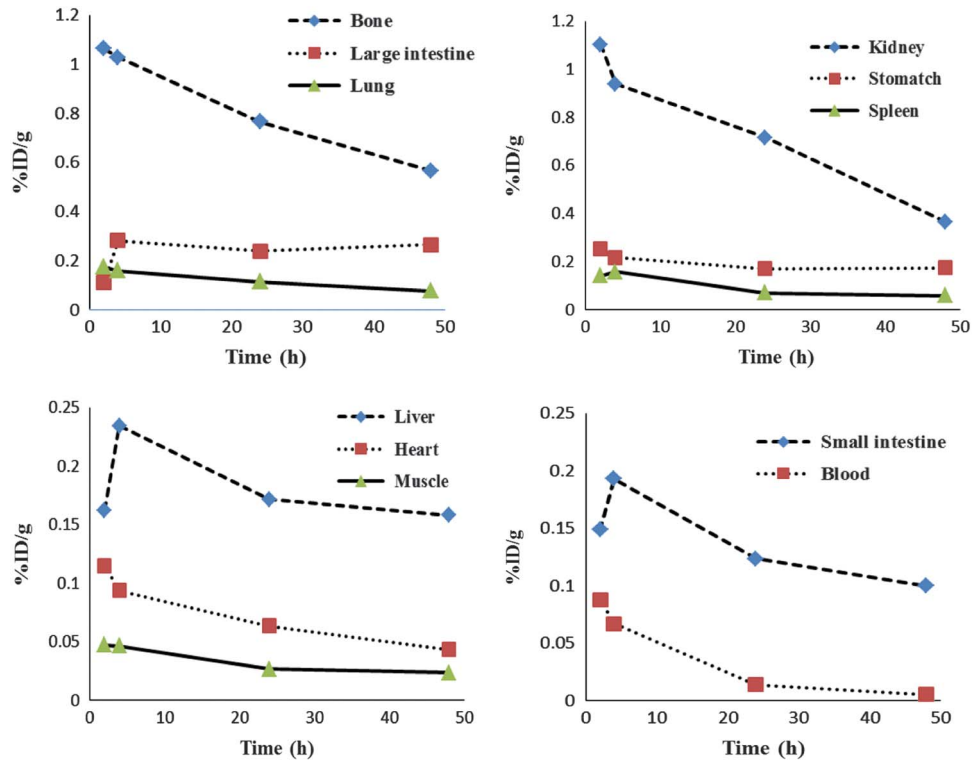 1.2
1
0.8
0.6
0.4
0.2
0
%ID/g
0 10 20 30 40 50
Time (h)
Bone
Large intestine
Lung
1.2
1
0.8
0.6
0.4
0.2
0
%ID/g
0 10 20 30 40 50
Time (h)
Kidney
Stomatch
Spleen
0.25
0.2
0.15
0.1
0.05
0
%ID/g
0 10 20 30 40 50
Time (h)
Liver
Heart
Muscle
0.25
0.2
0.15
0.1
0.05
0
%ID/g
0 10 20 30 40 50
Time (h)
Small intestine
Blood